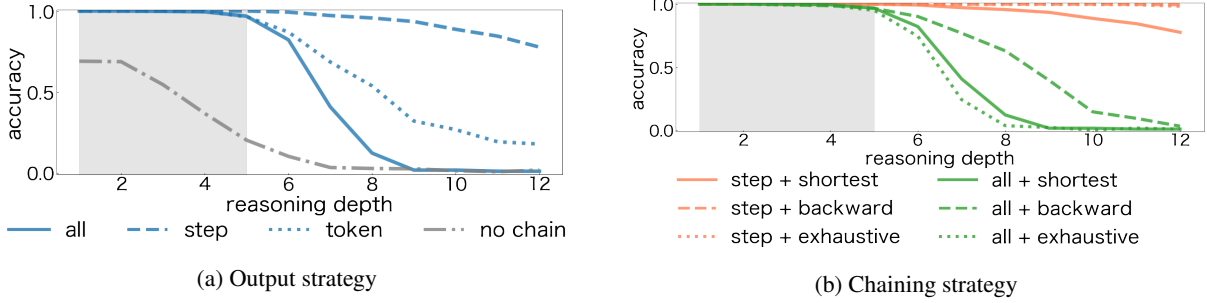 accuracy
1.0
0.5
0.0
2 4 6 8 10 12
reasoning depth
all step token no chain
(a) Output strategy
accuracy
1.0
0.5
0.0
2 4 6 8 10 12
reasoning depth
step + shortest all + shortest
step + backward all + backward
step + exhaustive all + exhaustive
(b) Chaining strategy